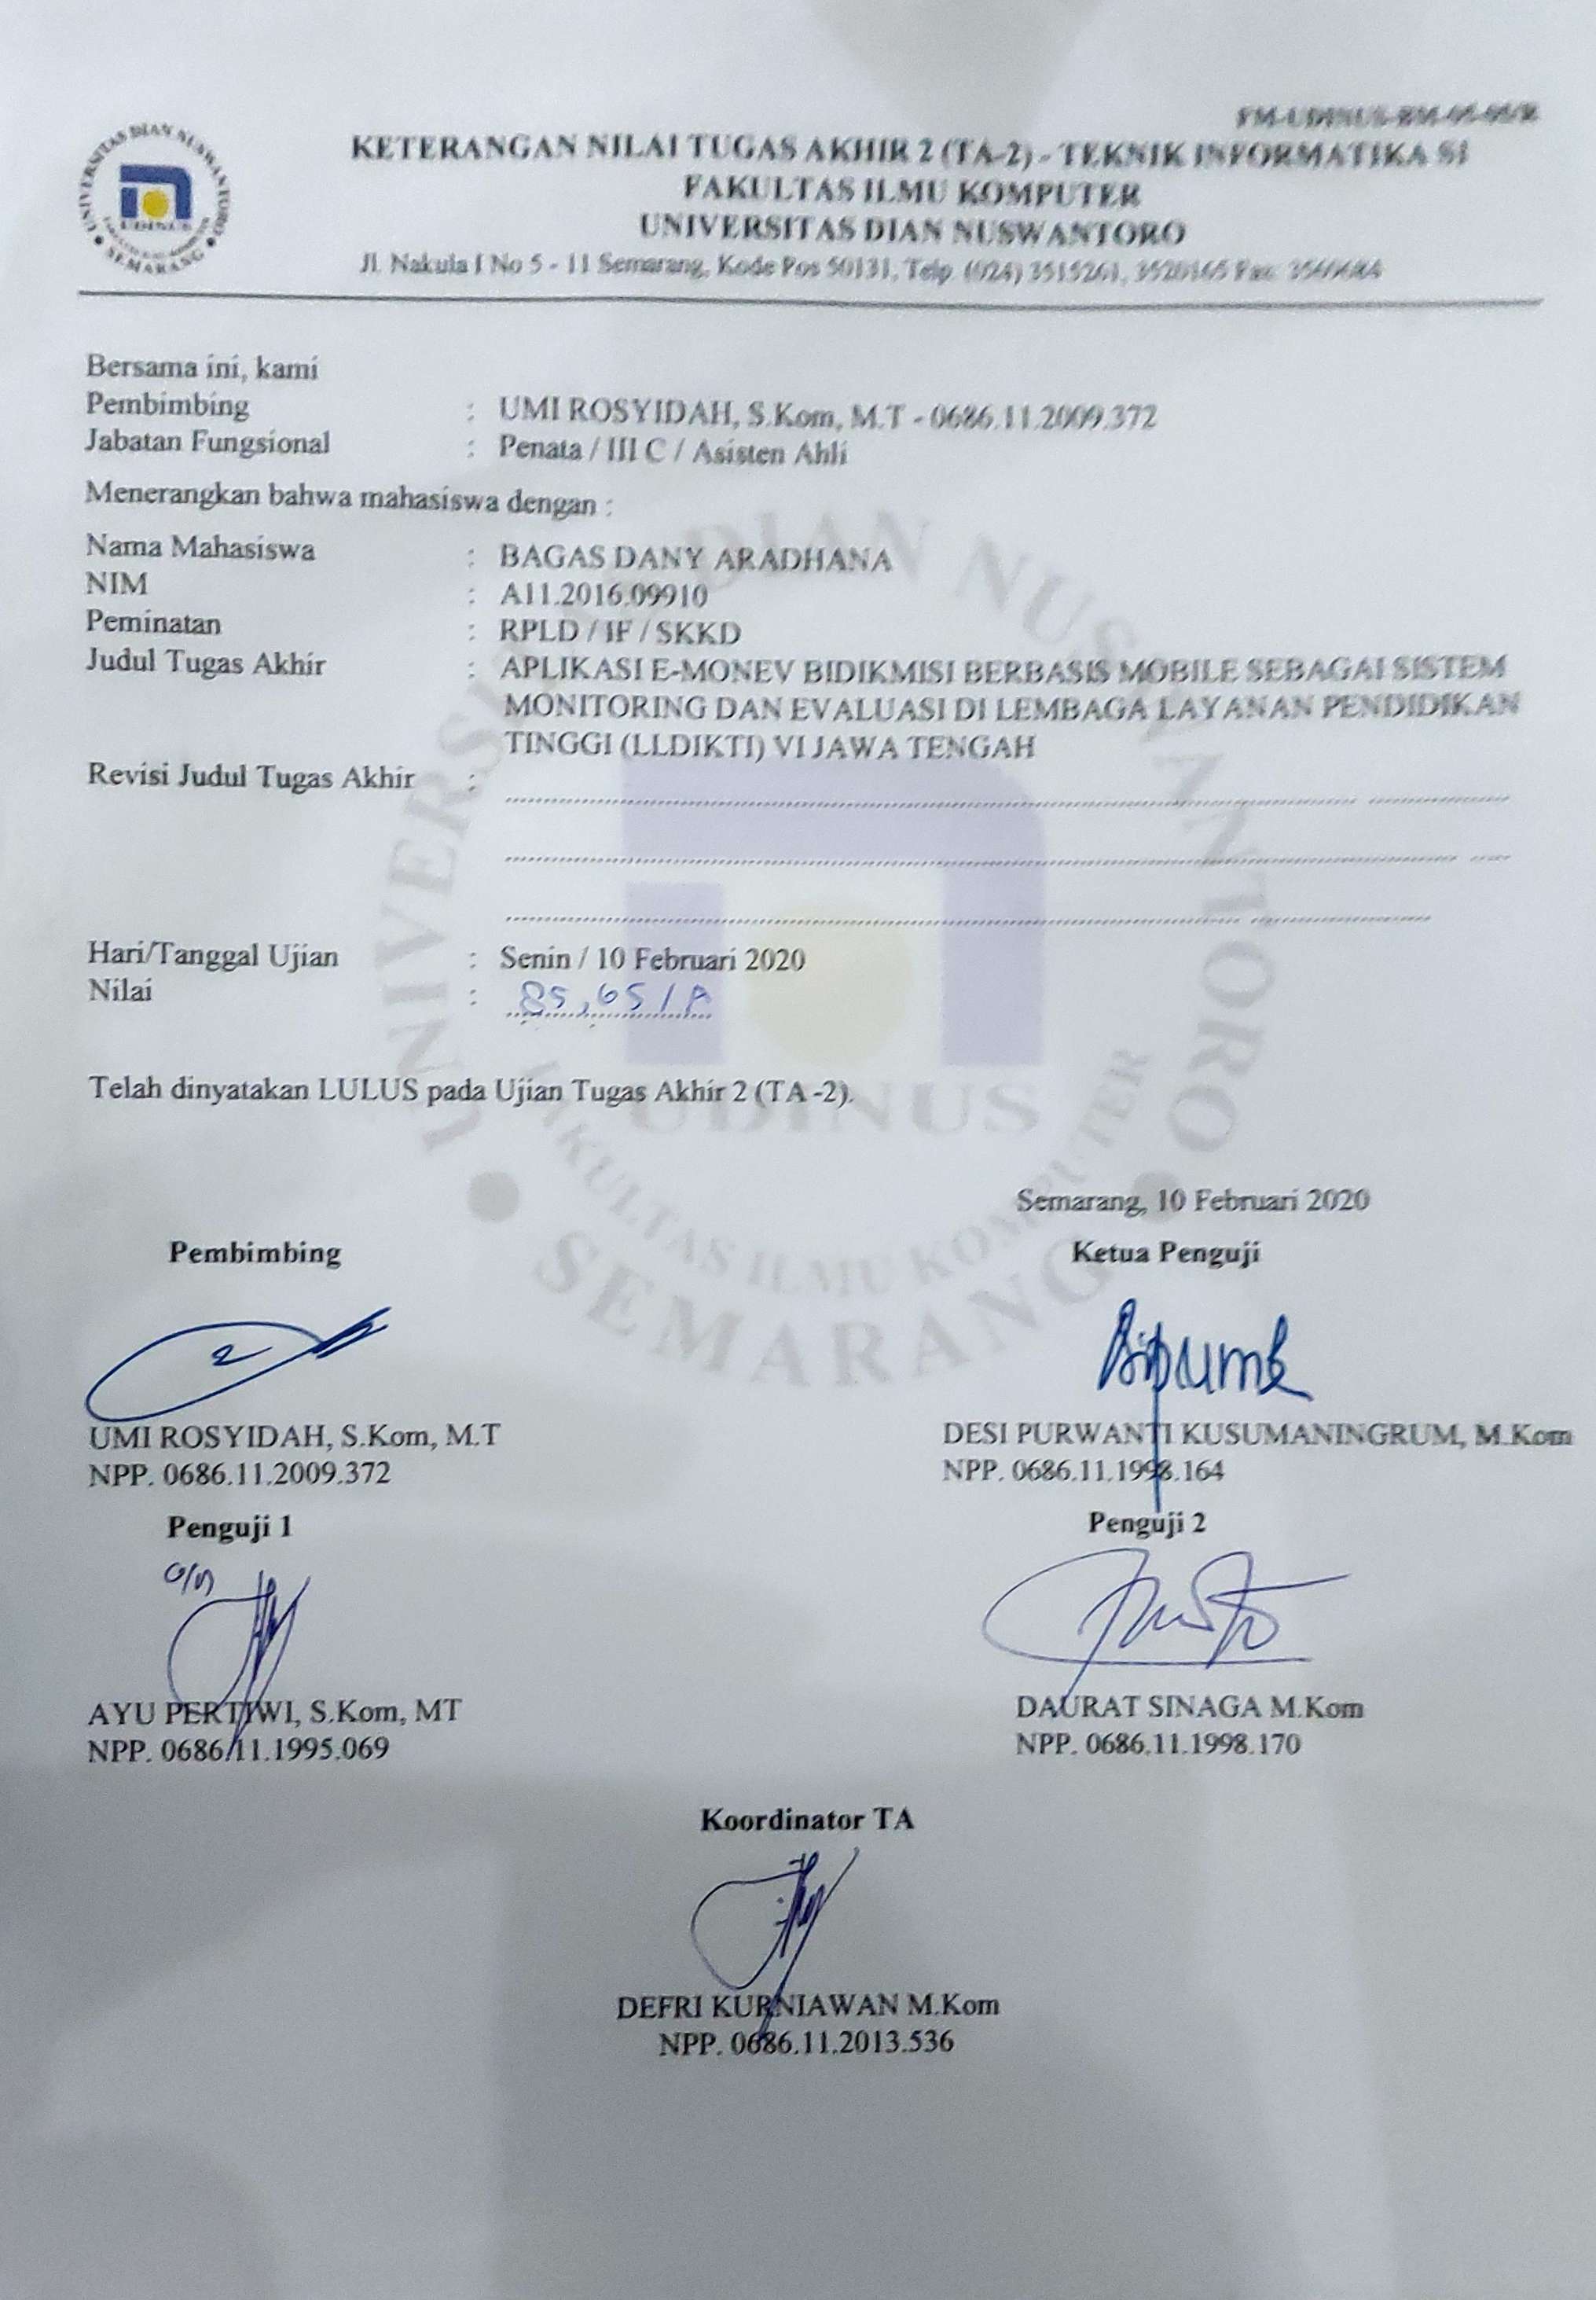 FM-UDINUS-BM-05-05/R
KETERANGAN NILAI TUGAS AKHIR 2 (TA-2) - TEKNIK INFORMATIKA S1
FAKULTAS ILMU KOMPUTER
UNIVERSITAS DIAN NUSWANTORO
Jl. Nakula I No 5 - 11 Semarang, Kode Pos 50131, Telp. (024) 3515261, 3520165 Fax.
UNIVERSITAS DIAN NUSWANTORO
UDINUS
SEMARANG
Bersama ini, kami
Pembimbing : UMI ROSYIDAH, S.Kom, M.T - 0686.11.2009.372
Jabatan Fungsional : Penata / III C / Asisten Ahli
Menerangkan bahwa mahasiswa dengan :
Nama Mahasiswa : BAGAS DANY ARADHANA
NIM : A11.2016.09910
Peminatan : RPLD / IF / SKKD
Judul Tugas Akhir : APLIKASI E-MONEV BIDIKMISI BERBASIS MOBILE SEBAGAI SISTEM
MONITORING DAN EVALUASI DI LEMBAGA LAYANAN PENDIDIKAN
TINGGI (LLDIKTI) VI JAWA TENGAH
Revisi Judul Tugas Akhir :
Hari/Tanggal Ujian : Senin / 10 Februari 2020
Nilai : 85,65 / A
Telah dinyatakan LULUS pada Ujian Tugas Akhir 2 (TA -2).
UNIVERSITAS DIAN NUSWANTORO
UDINUS
FAKULTAS ILMU KOMPUTER
SEMARANG
Semarang, 10 Februari 2020
Pembimbing
Ketua Penguji
UMI ROSYIDAH, S.Kom, M.T
NPP. 0686.11.2009.372
DESI PURWANTI KUSUMANINGRUM, M.Kom
NPP. 0686.11.1998.164
Penguji 1
Penguji 2
AYU PERTIWI, S.Kom, MT
NPP. 0686.11.1995.069
DAURAT SINAGA M.Kom
NPP. 0686.11.1998.170
Koordinator TA
DEFRI KURNIAWAN M.Kom
NPP. 0686.11.2013.536